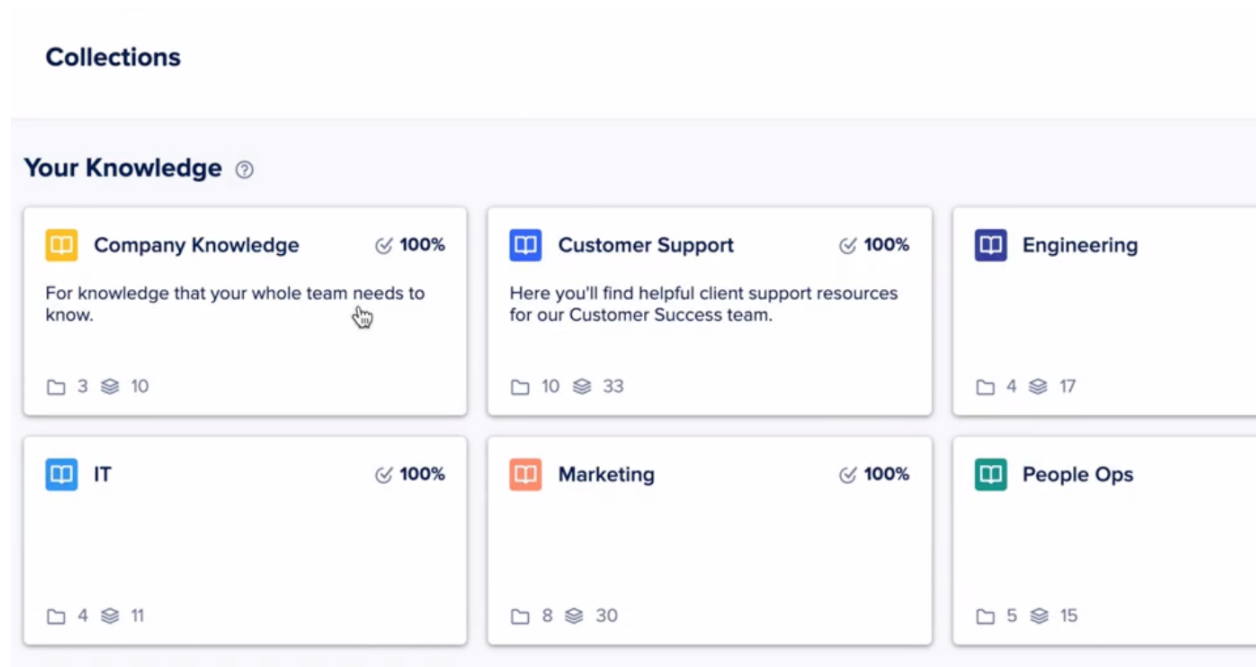 Collections
Your Knowledge
Company Knowledge 100%
For knowledge that your whole team needs to
know.
3 10
Customer Support 100%
Here you'll find helpful client support resources
for our Customer Success team.
10 33
Engineering
4 17
IT 100%
4 11
Marketing 100%
8 30
People Ops
5 15